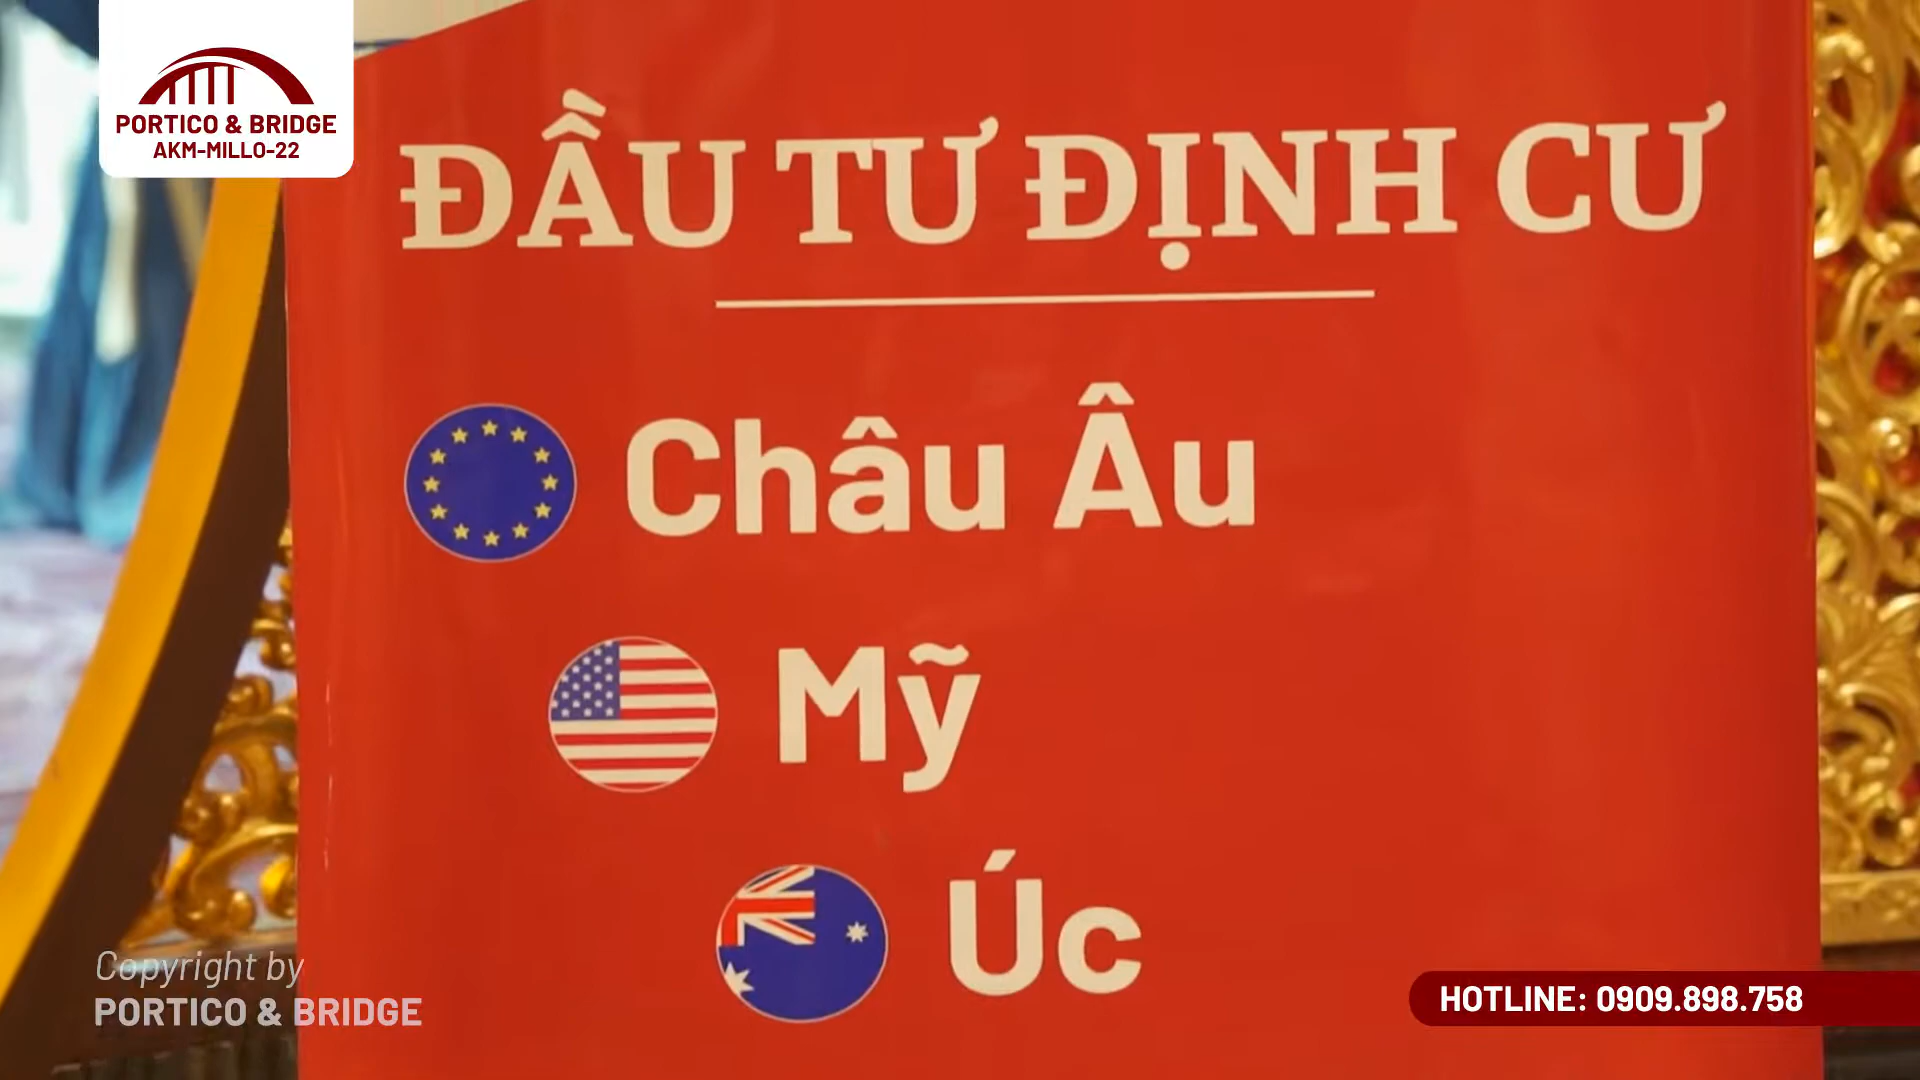 PORTICO & BRIDGE
AKM-MILLO-22
ĐẦU TƯ ĐỊNH CƯ
Châu Âu
Mỹ
Úc
Copyright by
PORTICO & BRIDGE
HOTLINE: 0909.898.758